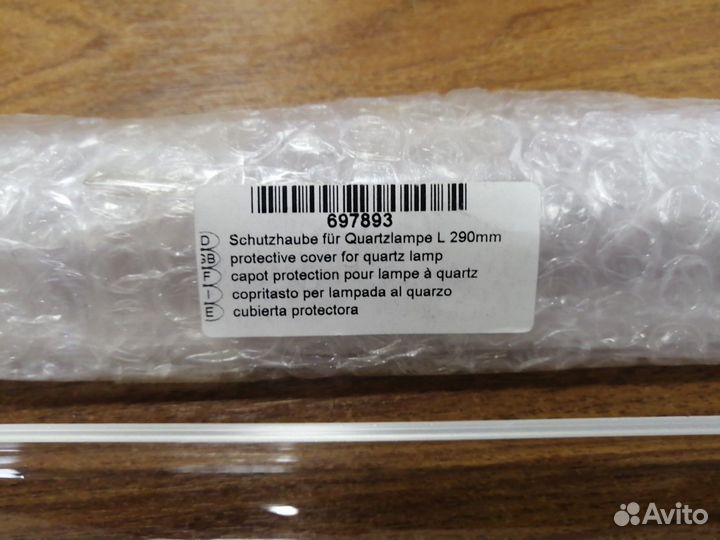 697893
D Schutzhaube für Quartzlampe L 290mm
GB protective cover for quartz lamp
F capot protection pour lampe à quartz
I copritasto per lampada al quarzo
E cubierta protectora
Avito